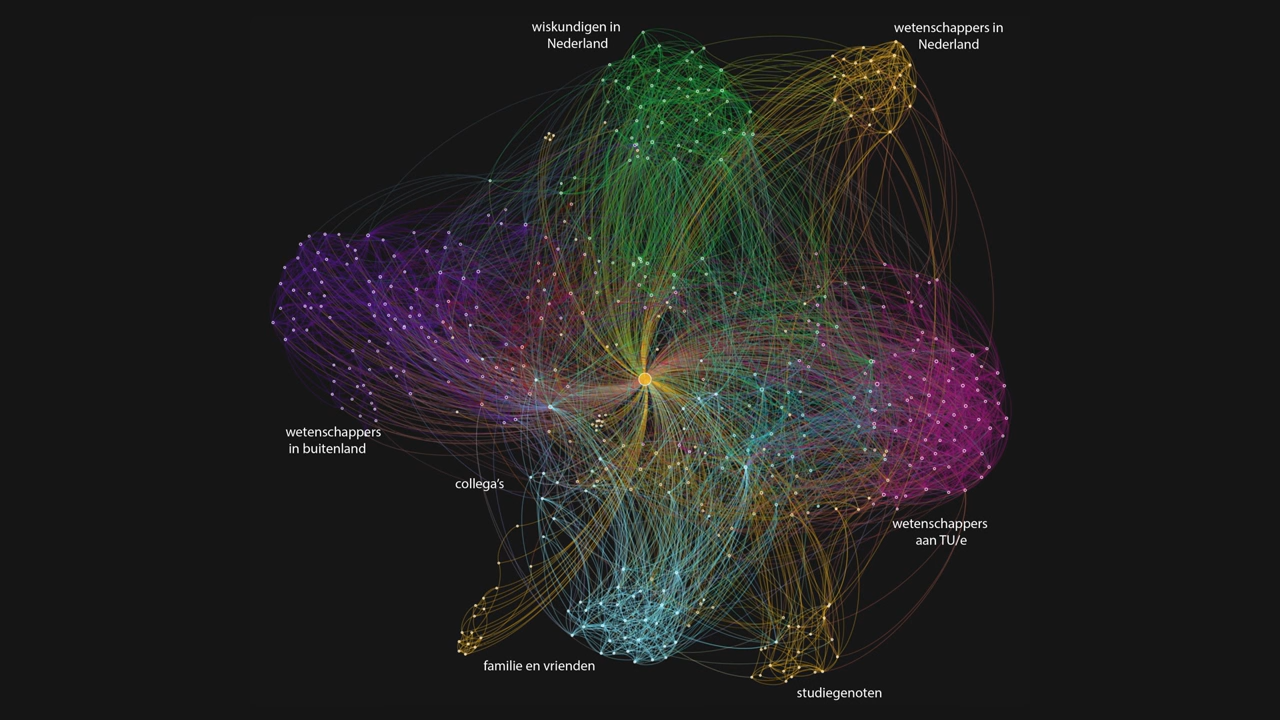 wiskundigen in
Nederland
wetenschappers in
Nederland
wetenschappers
in buitenland
collega's
wetenschappers
aan TU/e
familie en vrienden
studiegenoten